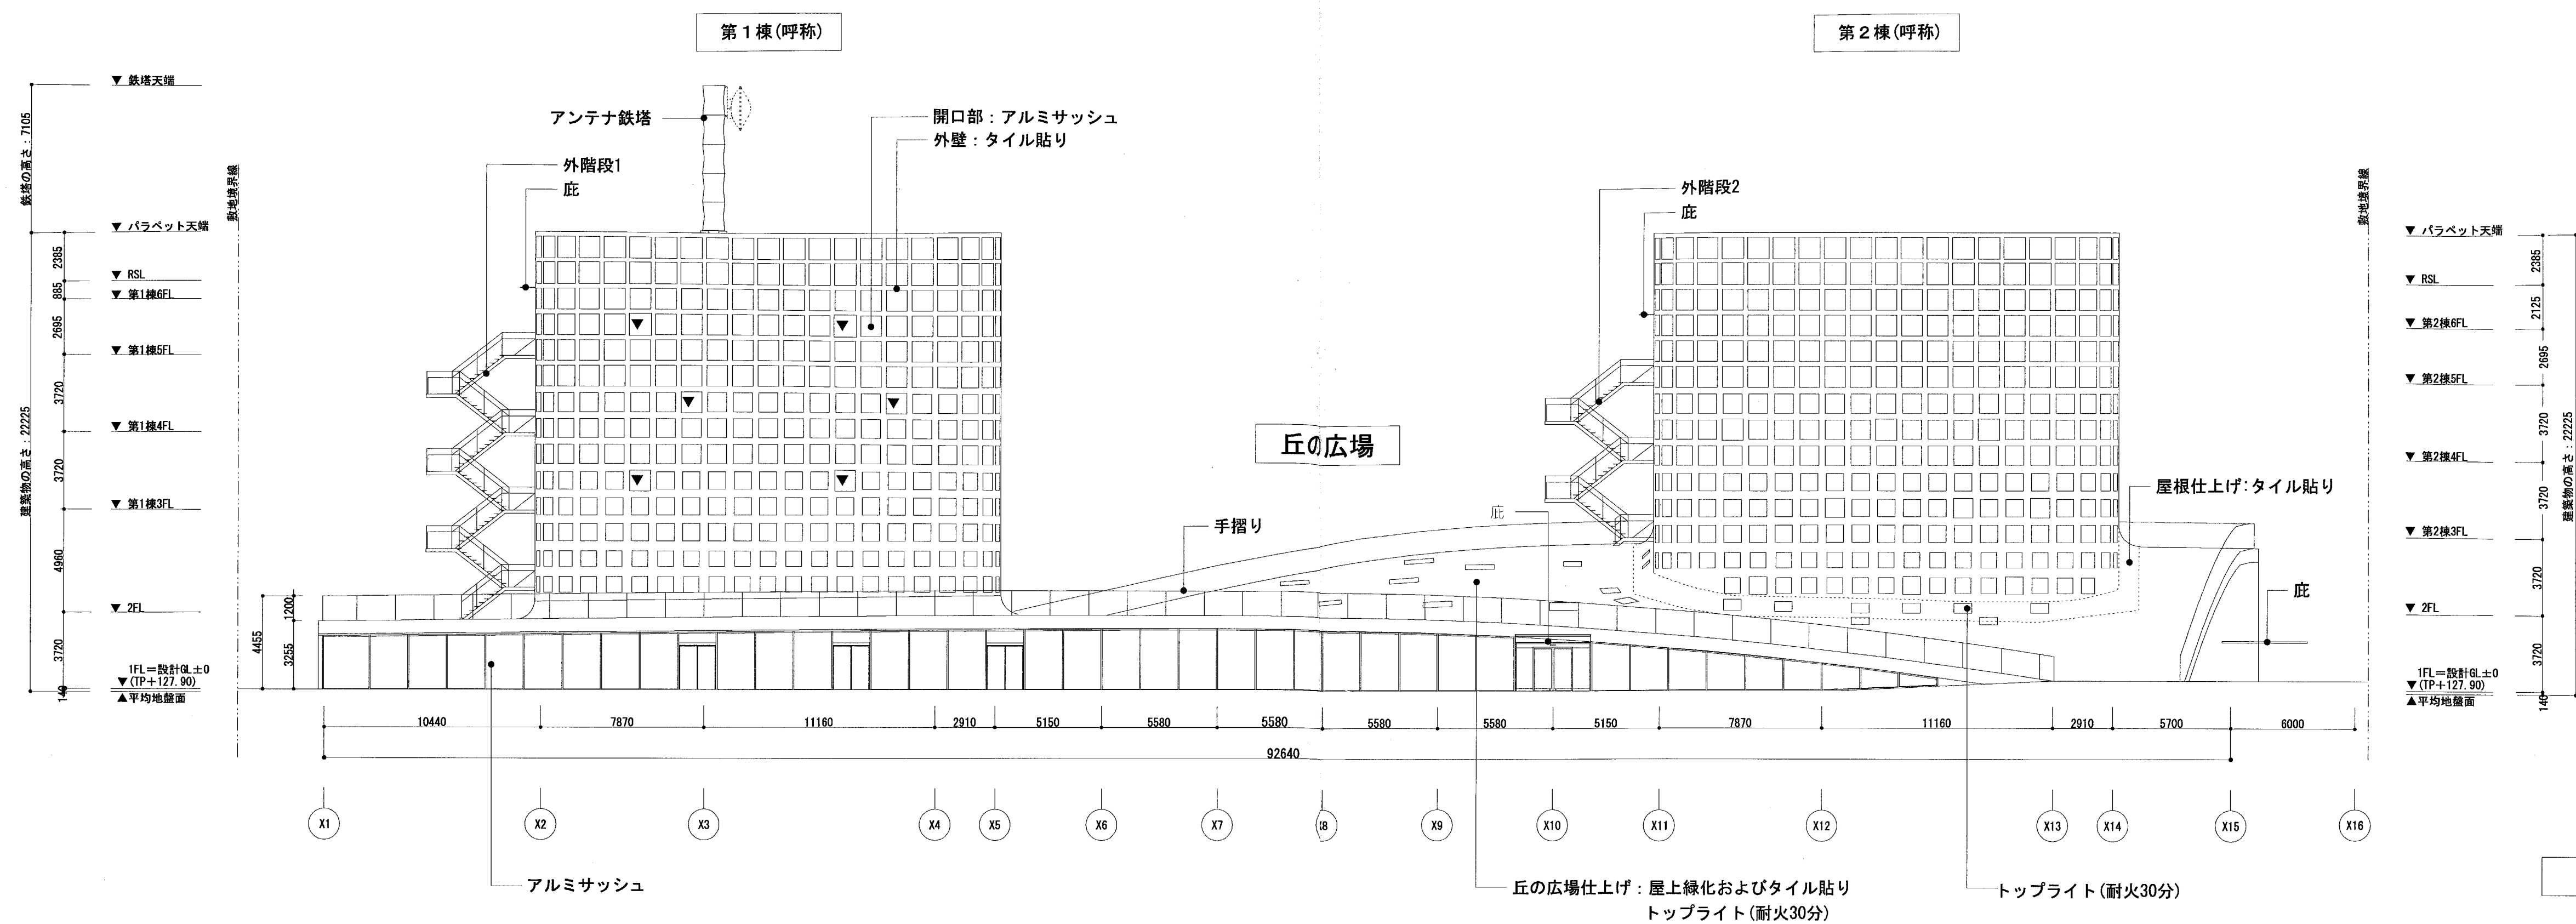 第1棟(呼称)
第2棟(呼称)
▼ 鉄塔天端
鉄塔の高さ：7105
敷地境界線
▼ パラペット天端
2385
▼ RSL
885
▼ 第1棟6FL
2695
▼ 第1棟5FL
3720
▼ 第1棟4FL
3720
▼ 第1棟3FL
4960
▼ 2FL
3720
1FL＝設計GL±0
▼(TP＋127.90)
▲平均地盤面
140
建築物の高さ：22225
4455
1200
3255
アンテナ鉄塔
開口部：アルミサッシュ
外壁：タイル貼り
外階段1
庇
▼ ▼
▼ ▼
▼ ▼
丘の広場
手摺り
庇
外階段2
庇
屋根仕上げ：タイル貼り
庇
敷地境界線
▼ パラペット天端
2385
▼ RSL
2125
▼ 第2棟6FL
2695
▼ 第2棟5FL
3720
▼ 第2棟4FL
3720
▼ 第2棟3FL
3720
▼ 2FL
3720
1FL＝設計GL±0
▼(TP＋127.90)
▲平均地盤面
140
建築物の高さ：22225
10440 7870 11160 2910 5150 5580 5580 5580 5580 5150 7870 11160 2910 5700 6000
92640
X1 X2 X3 X4 X5 X6 X7 X8 X9 X10 X11 X12 X13 X14 X15 X16
アルミサッシュ
丘の広場仕上げ：屋上緑化およびタイル貼り
トップライト(耐火30分)
トップライト(耐火30分)